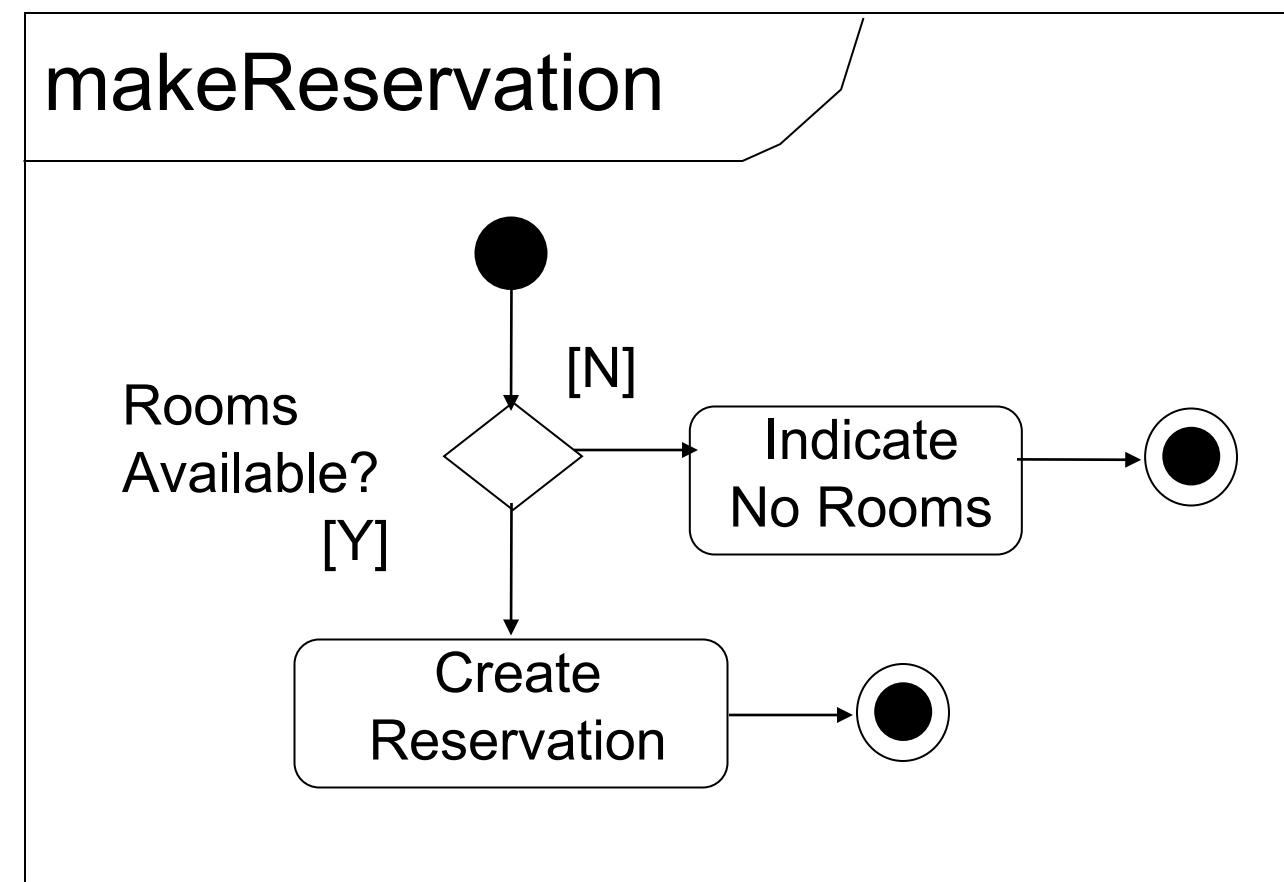 makeReservation
[N]
Rooms
Available?
[Y]
Indicate
No Rooms
Create
Reservation